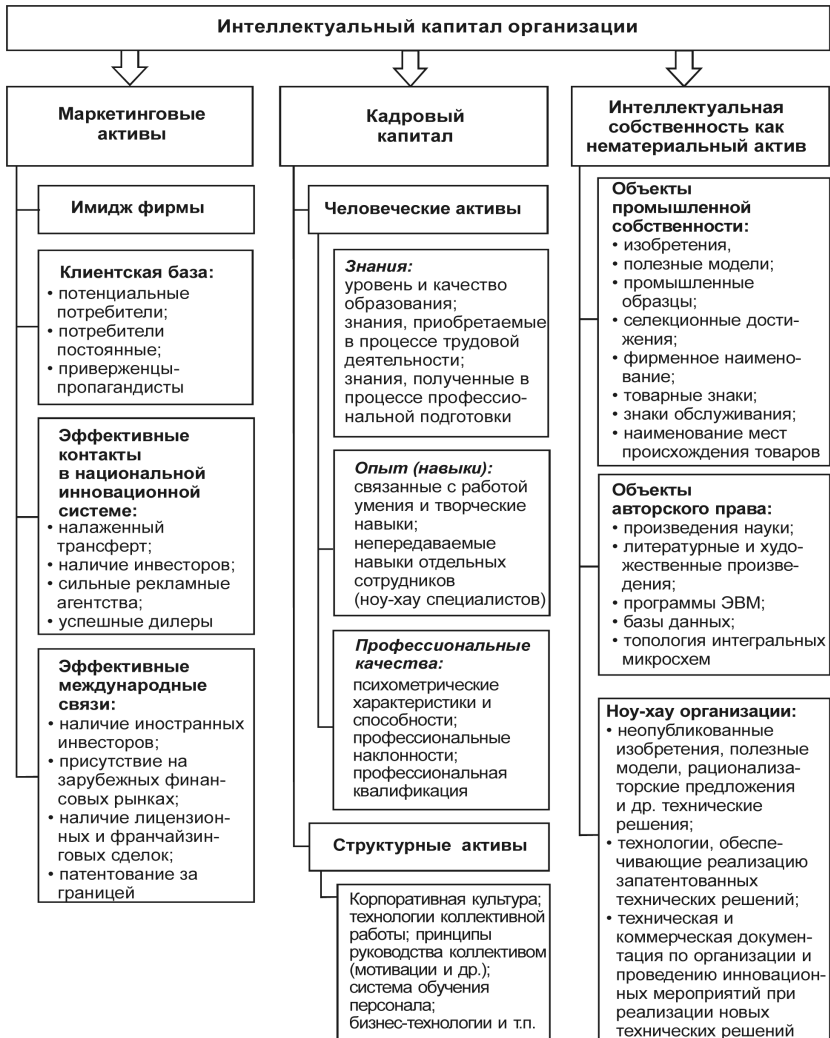 Интеллектуальный капитал организации
Маркетинговые
активы
Имидж фирмы
Клиентская база:
• потенциальные
потребители;
• потребители
постоянные;
• приверженцы-
пропагандисты
Эффективные
контакты
в национальной
инновационной
системе:
• налаженный
трансферт;
• наличие инвесторов;
• сильные рекламные
агентства;
• успешные дилеры
Эффективные
международные
связи:
• наличие иностранных
инвесторов;
• присутствие на
зарубежных финан-
совых рынках;
• наличие лицензион-
ных и франчайзин-
говых сделок;
• патентование за
границей
Кадровый
капитал
Человеческие активы
Знания:
уровень и качество
образования;
знания, приобретаемые
в процессе трудовой
деятельности;
знания, полученные в
процессе профессио-
нальной подготовки
Опыт (навыки):
связанные с работой
умения и творческие
навыки;
непередаваемые
навыки отдельных
сотрудников
(ноу-хау специалистов)
Профессиональные
качества:
психометрические
характеристики и
способности;
профессиональные
наклонности;
профессиональная
квалификация
Структурные активы
Корпоративная культура;
технологии коллективной
работы; принципы
руководства коллективом
(мотивации и др.);
система обучения
персонала;
бизнес-технологии и т.п.
Интеллектуальная
собственность как
нематериальный актив
Объекты
промышленной
собственности:
• изобретения,
• полезные модели;
• промышленные
образцы;
• селекционные дости-
жения;
• фирменное наимено-
вание;
• товарные знаки;
• знаки обслуживания;
• наименование мест
происхождения товаров
Объекты
авторского права:
• произведения науки;
• литературные и худо-
жественные произве-
дения;
• программы ЭВМ;
• базы данных;
• топология интегральных
микросхем
Ноу-хау организации:
• неопубликованные
изобретения, полезные
модели, рационализа-
торские предложения
и др. технические
решения;
• технологии, обеспе-
чивающие реализацию
запатентованных
технических решений;
• техническая и
коммерческая докумен-
тация по организации и
проведению инновацион-
ных мероприятий при
реализации новых
технических решений